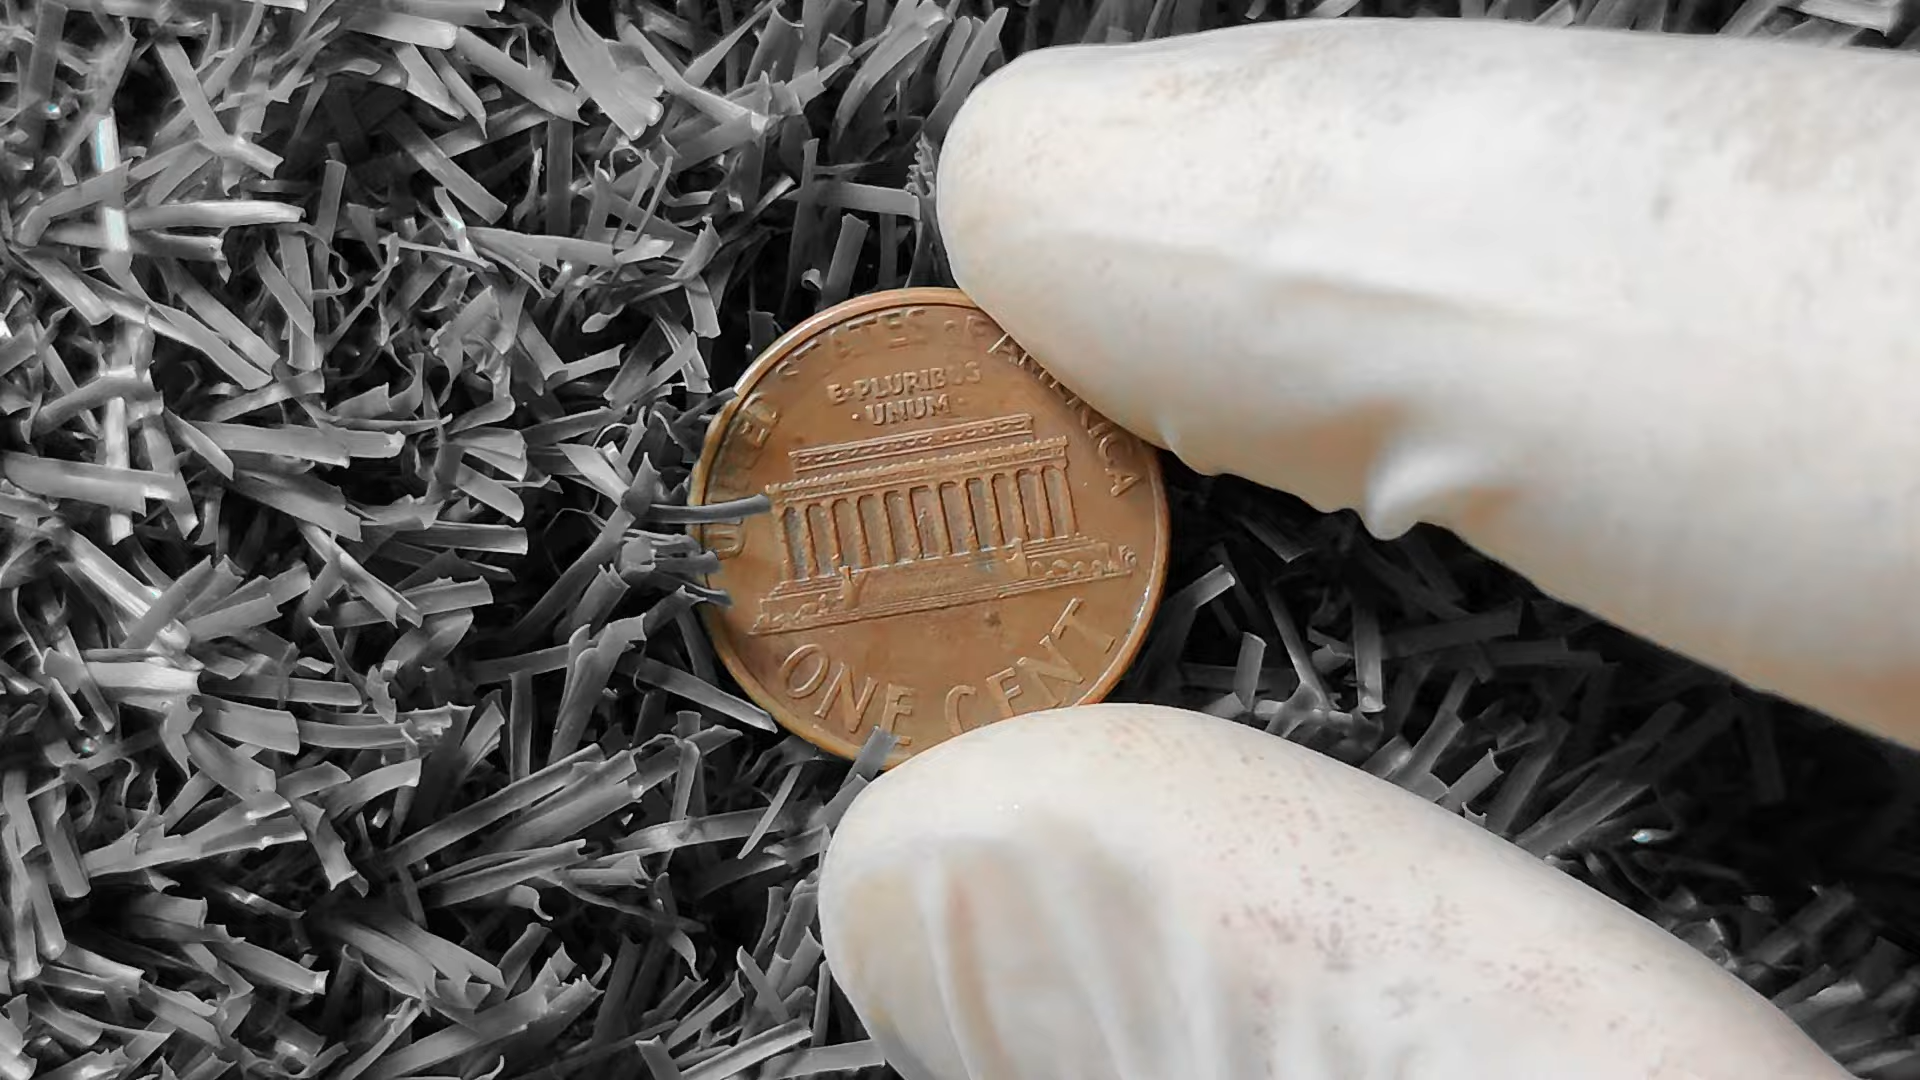 UNITED STATES OF AMERICA
E·PLURIBUS
·UNUM·
ONE CENT